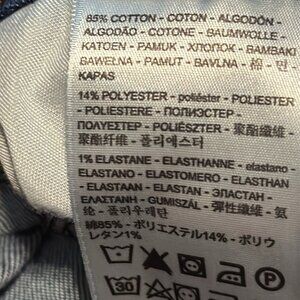 85% COTTON - COTON - ALGODÓN -
ALGODÃO - COTONE - BAUMWOLLE -
KATOEN - PAMUK - ΧΛΟΠΟΚ - BAMBAKI
BAWEŁNA - PAMUT - BAVLNA - 棉 - 면
KAPAS
14% POLYESTER - poliéster - POLIESTER
- POLIESTERE - ПОЛИЭСТЕР -
ΠΟΛΥΕΣΤΕΡ - POLIÉSZTER - 聚酯纖維 -
聚酯纤维 - 폴리에스터
1% ELASTANE - ELASTHANNE - elastano -
ELASTANO - ELASTOMERO - ELASTHAN
- ELASTAAN - ELASTAN - ЭЛАСТАН -
ΕΛΑΣΤΑΝΗ - GUMISZÁL - 彈性纖維 -
- 폴리우레탄
綿85% - ポリエステル14% - ポリウ
レタン1%
30